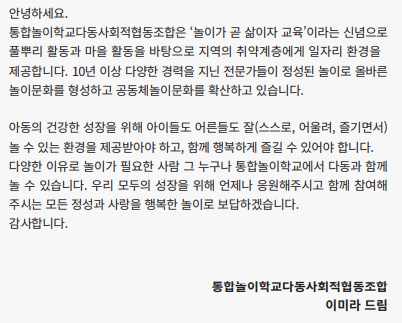 안녕하세요.
통합놀이학교다동사회적협동조합은 ‘놀이가 곧 삶이자 교육’이라는 신념으로
풀뿌리 활동과 마을 활동을 바탕으로 지역의 취약계층에게 일자리 환경을
제공합니다. 10년 이상 다양한 경력을 지닌 전문가들이 정성된 놀이로 올바른
놀이문화를 형성하고 공동체놀이문화를 확산하고 있습니다.
아동의 건강한 성장을 위해 아이들도 어른들도 잘(스스로, 어울려, 즐기면서)
놀 수 있는 환경을 제공받아야 하고, 함께 행복하게 즐길 수 있어야 합니다.
다양한 이유로 놀이가 필요한 사람 그 누구나 통합놀이학교에서 다동과 함께
놀 수 있습니다. 우리 모두의 성장을 위해 언제나 응원해주시고 함께 참여해
주시는 모든 정성과 사랑을 행복한 놀이로 보답하겠습니다.
감사합니다.
통합놀이학교다동사회적협동조합
이미라 드림